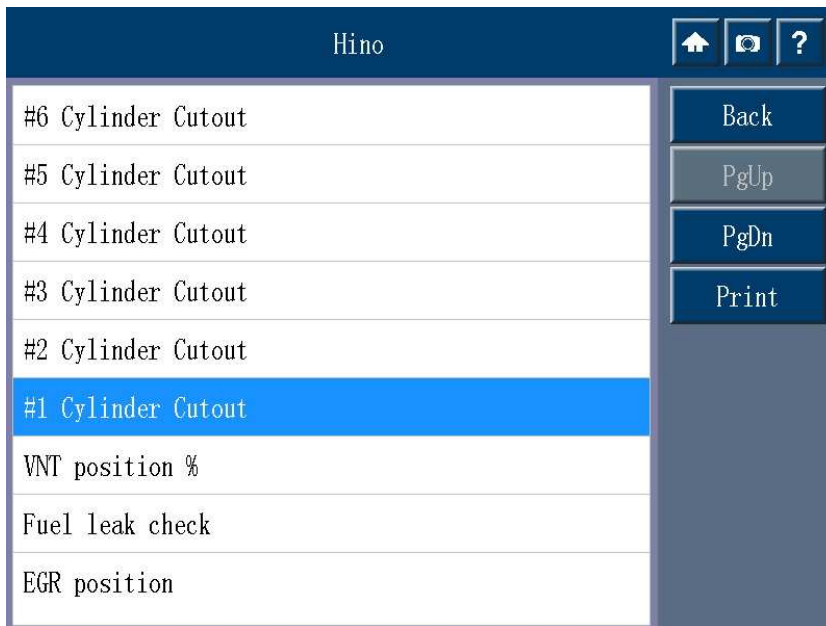 Hino
?
#6 Cylinder Cutout
Back
#5 Cylinder Cutout
PgUp
#4 Cylinder Cutout
PgDn
#3 Cylinder Cutout
Print
#2 Cylinder Cutout
#1 Cylinder Cutout
VNT position %
Fuel leak check
EGR position